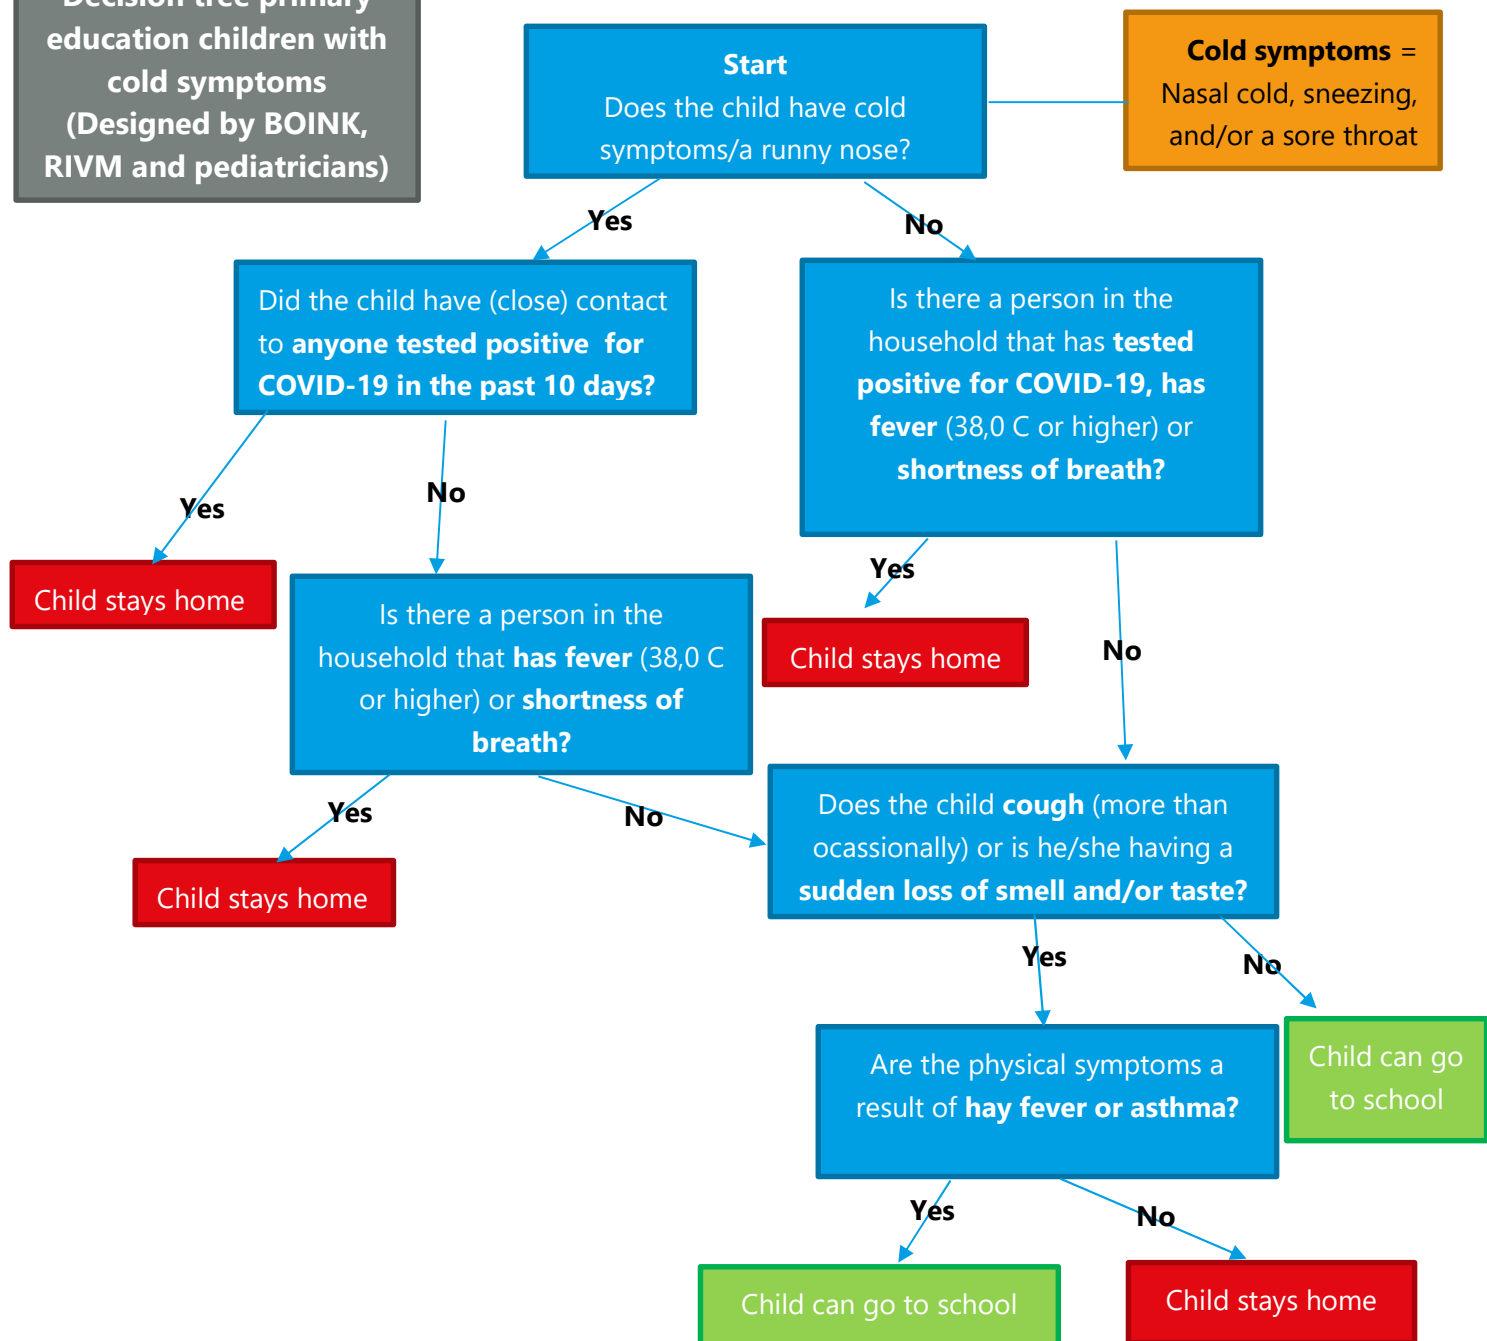 Decision tree primary
education children with
cold symptoms
(Designed by BOINK,
RIVM and pediatricians)
Start
Does the child have cold
symptoms/a runny nose?
Cold symptoms =
Nasal cold, sneezing,
and/or a sore throat
Yes
No
Did the child have (close) contact
to anyone tested positive  for
COVID-19 in the past 10 days?
Is there a person in the
household that has tested
positive for COVID-19, has
fever (38,0 C or higher) or
shortness of breath?
Yes
No
Yes
No
Child stays home
Is there a person in the
household that has fever (38,0 C
or higher) or shortness of
breath?
Child stays home
Yes
No
Does the child cough (more than
ocassionally) or is he/she having a
sudden loss of smell and/or taste?
Child stays home
Yes
No
Are the physical symptoms a
result of hay fever or asthma?
Child can go
to school
Yes
No
Child can go to school
Child stays home